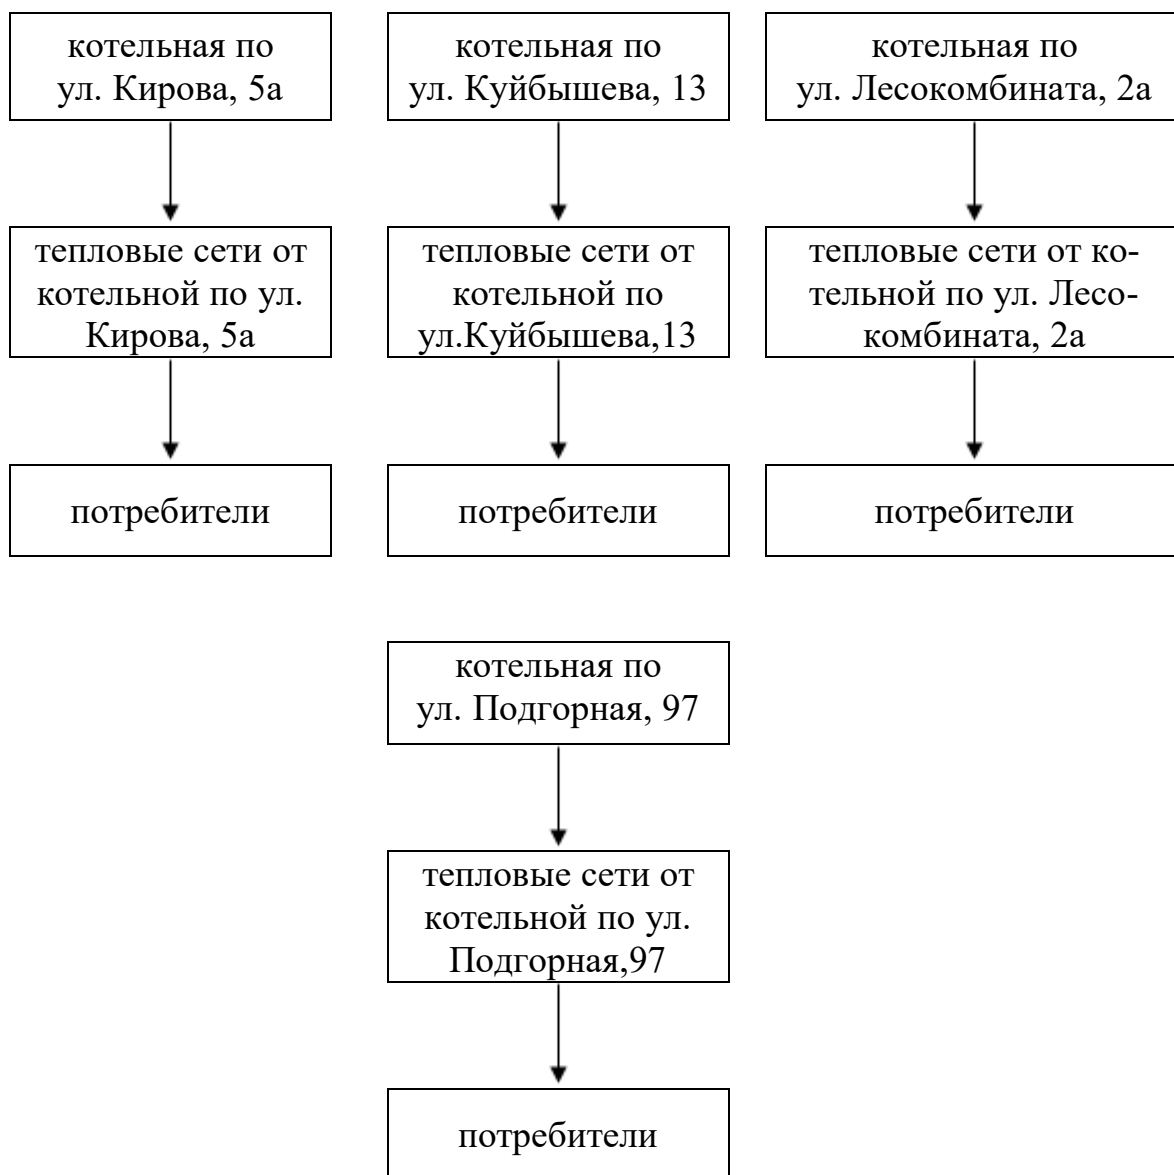 котельная по
ул. Кирова, 5а
котельная по
ул. Куйбышева, 13
котельная по
ул. Лесокомбината, 2а
тепловые сети от
котельной по ул.
Кирова, 5а
тепловые сети от
котельной по
ул.Куйбышева,13
тепловые сети от ко-
тельной по ул. Лесо-
комбината, 2а
потребители
потребители
потребители
котельная по
ул. Подгорная, 97
тепловые сети от
котельной по ул.
Подгорная,97
потребители